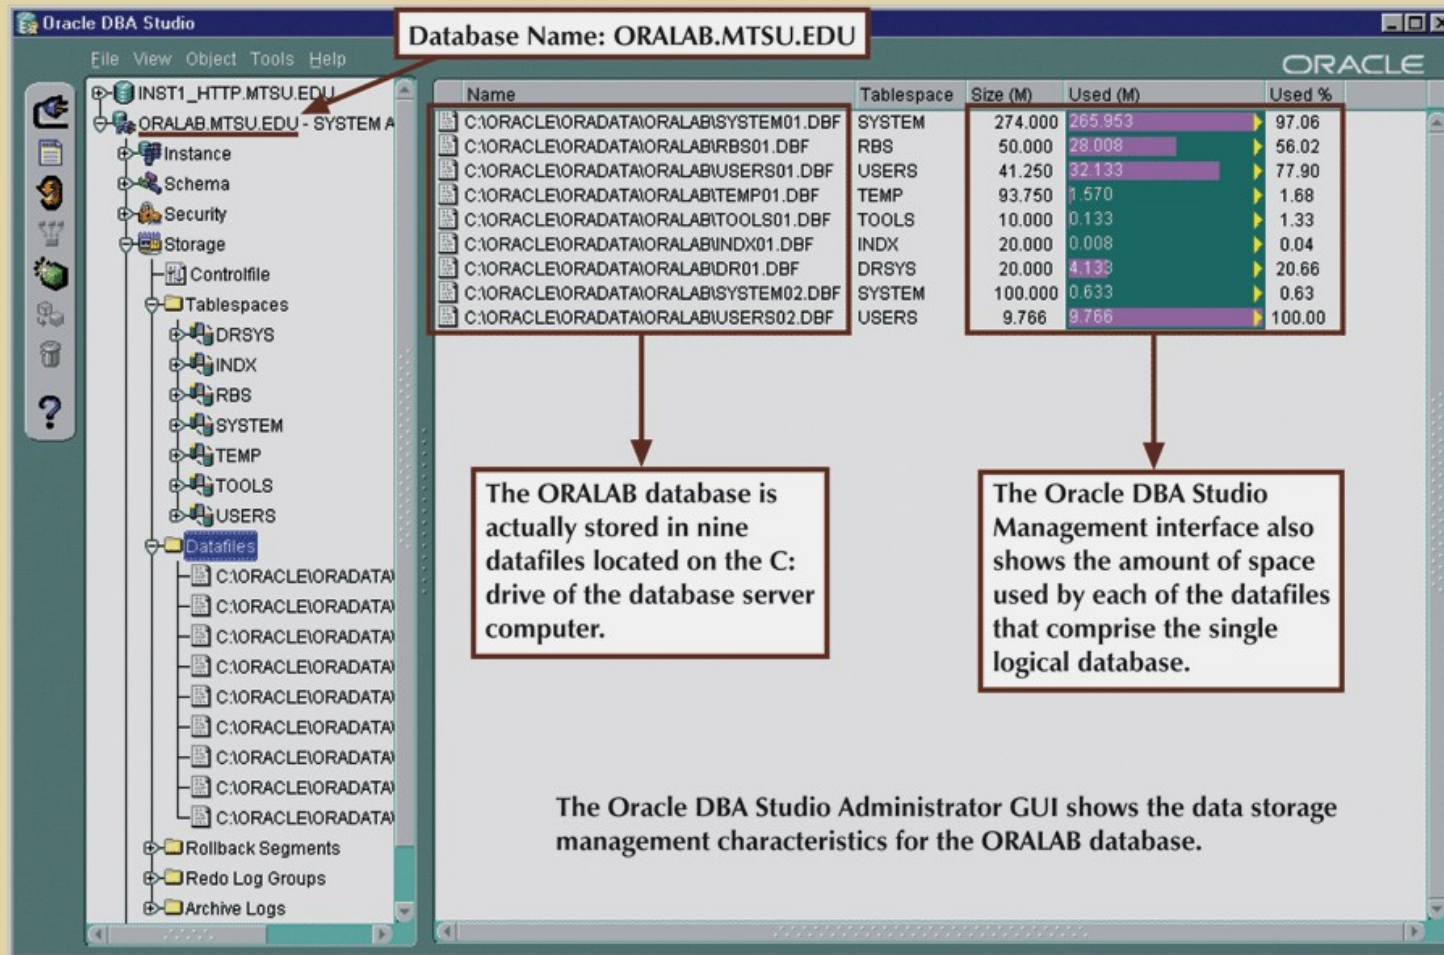 Oracle DBA Studio
Database Name: ORALAB.MTSU.EDU
File View Object Tools Help
ORACLE
INST1_HTTP.MTSU.EDU
ORALAB.MTSU.EDU - SYSTEM A
Instance
Schema
Security
Storage
Controlfile
Tablespaces
DRSYS
INDX
RBS
SYSTEM
TEMP
TOOLS
USERS
Datafiles
C:\ORACLE\ORADATA\
C:\ORACLE\ORADATA\
C:\ORACLE\ORADATA\
C:\ORACLE\ORADATA\
C:\ORACLE\ORADATA\
C:\ORACLE\ORADATA\
C:\ORACLE\ORADATA\
C:\ORACLE\ORADATA\
C:\ORACLE\ORADATA\
Rollback Segments
Redo Log Groups
Archive Logs
Name Tablespace Size (M) Used (M) Used %
C:\ORACLE\ORADATA\ORALAB\SYSTEM01.DBF SYSTEM 274.000 265.953 97.06
C:\ORACLE\ORADATA\ORALAB\RBS01.DBF RBS 50.000 28.008 56.02
C:\ORACLE\ORADATA\ORALAB\USERS01.DBF USERS 41.250 32.133 77.90
C:\ORACLE\ORADATA\ORALAB\TEMP01.DBF TEMP 93.750 1.570 1.68
C:\ORACLE\ORADATA\ORALAB\TOOLS01.DBF TOOLS 10.000 0.133 1.33
C:\ORACLE\ORADATA\ORALAB\INDX01.DBF INDX 20.000 0.008 0.04
C:\ORACLE\ORADATA\ORALAB\DR01.DBF DRSYS 20.000 4.133 20.66
C:\ORACLE\ORADATA\ORALAB\SYSTEM02.DBF SYSTEM 100.000 0.633 0.63
C:\ORACLE\ORADATA\ORALAB\USERS02.DBF USERS 9.766 9.766 100.00
The ORALAB database is
actually stored in nine
datafiles located on the C:
drive of the database server
computer.
The Oracle DBA Studio
Management interface also
shows the amount of space
used by each of the datafiles
that comprise the single
logical database.
The Oracle DBA Studio Administrator GUI shows the data storage
management characteristics for the ORALAB database.